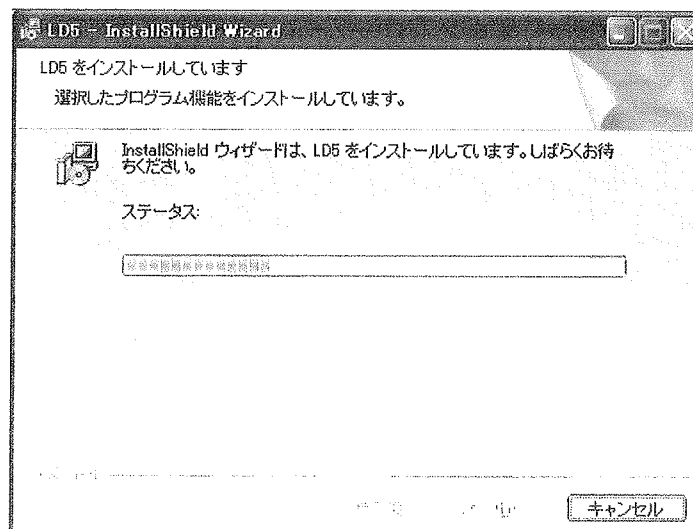 LD5 - InstallShield Wizard
LD5 をインストールしています
選択したプログラム機能をインストールしています。
InstallShield ウィザードは、LD5 をインストールしています。しばらくお待
ちください。
ステータス:
キャンセル